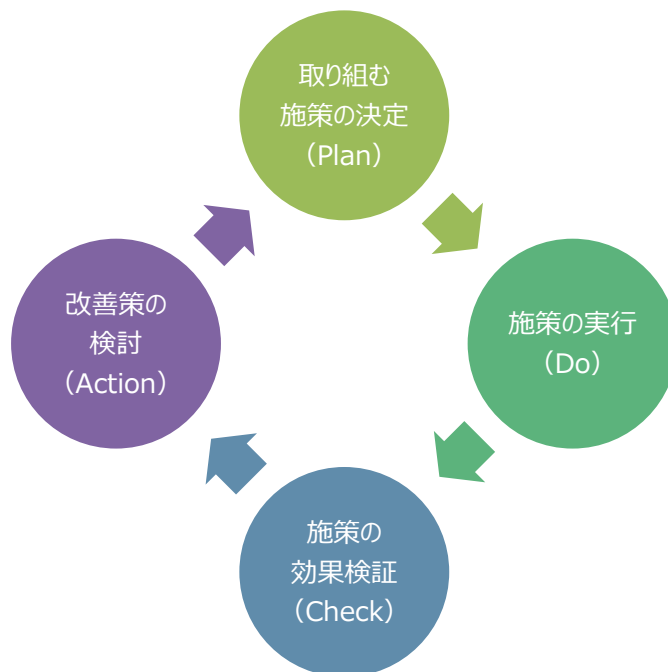 取り組む
施策の決定
（Plan）
施策の実行
（Do）
施策の
効果検証
（Check）
改善策の
検討
（Action）